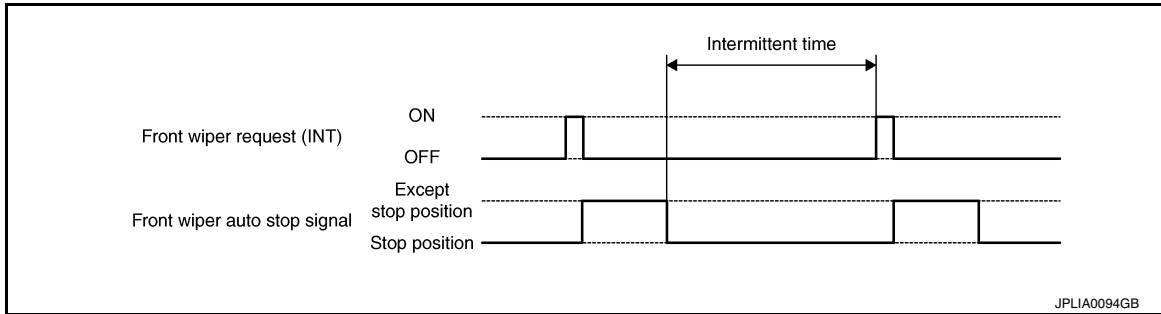 Intermittent time
Front wiper request (INT)
ON
OFF
Front wiper auto stop signal
Except
stop position
Stop position
JPLIA0094GB